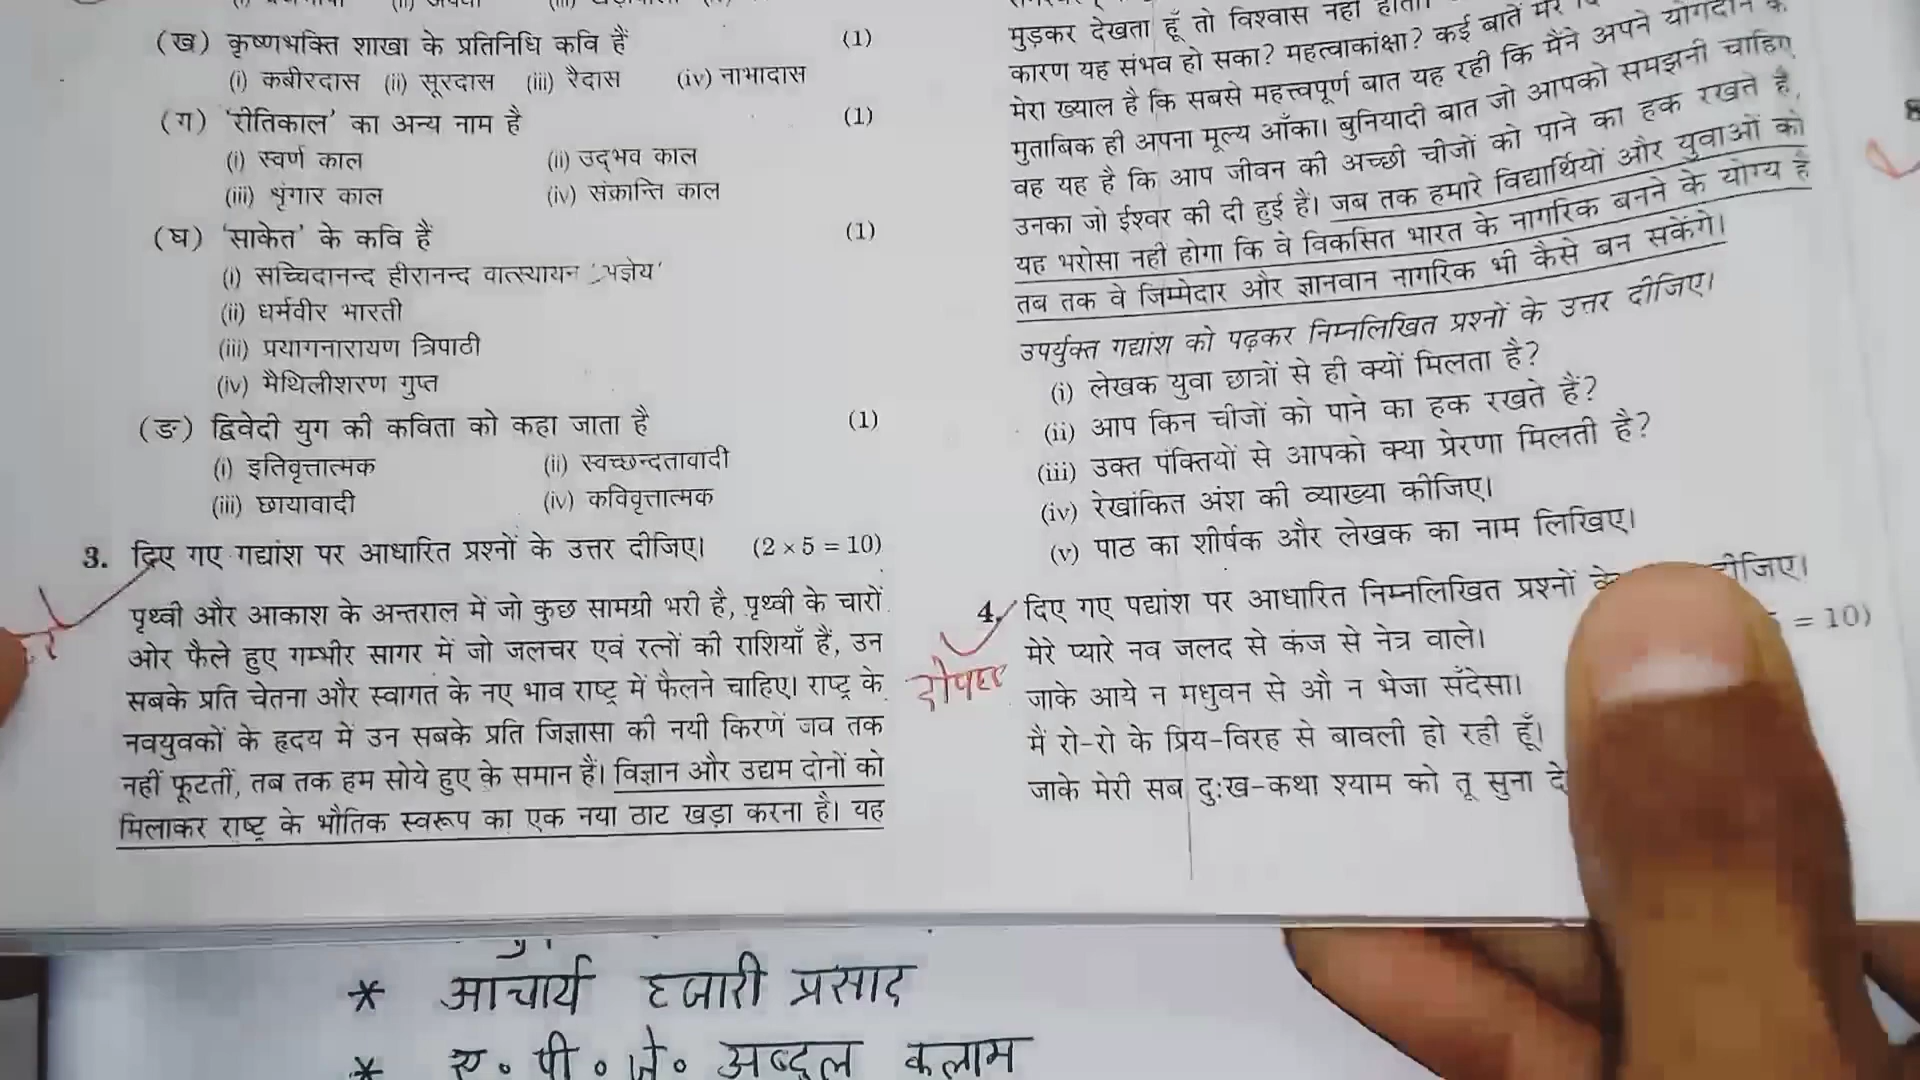 (ख) कृष्णभक्ति शाखा के प्रतिनिधि कवि हैं (1)
(i) कबीरदास (ii) सूरदास (iii) रैदास (iv) नाभादास
(ग) 'रीतिकाल' का अन्य नाम है (1)
(i) स्वर्ण काल (ii) उद्भव काल
(iii) शृंगार काल (iv) संक्रान्ति काल
(घ) 'साकेत' के कवि हैं (1)
(i) सच्चिदानन्द हीरानन्द वात्स्यायन 'अज्ञेय'
(ii) धर्मवीर भारती
(iii) प्रयागनारायण त्रिपाठी
(iv) मैथिलीशरण गुप्त
(ङ) द्विवेदी युग की कविता को कहा जाता है (1)
(i) इतिवृत्तात्मक (ii) स्वच्छन्दतावादी
(iii) छायावादी (iv) कविवृत्तात्मक
3. दिए गए गद्यांश पर आधारित प्रश्नों के उत्तर दीजिए। (2 × 5 = 10)
पृथ्वी और आकाश के अन्तराल में जो कुछ सामग्री भरी है, पृथ्वी के चारों
ओर फैले हुए गम्भीर सागर में जो जलचर एवं रत्नों की राशियाँ हैं, उन
सबके प्रति चेतना और स्वागत के नए भाव राष्ट्र में फैलने चाहिए। राष्ट्र के
नवयुवकों के हृदय में उन सबके प्रति जिज्ञासा की नयी किरणें जब तक
नहीं फूटतीं, तब तक हम सोये हुए के समान हैं। विज्ञान और उद्यम दोनों को
मिलाकर राष्ट्र के भौतिक स्वरूप का एक नया ठाट खड़ा करना है। यह
मुड़कर देखता हूँ तो विश्वास नहीं होता।
कारण यह संभव हो सका? महत्वाकांक्षा? कई बातें मेरे
मेरा ख्याल है कि सबसे महत्त्वपूर्ण बात यह रही कि मैंने अपने योगदान के
मुताबिक ही अपना मूल्य आँका। बुनियादी बात जो आपको समझनी चाहिए
वह यह है कि आप जीवन की अच्छी चीजों को पाने का हक रखते हैं,
उनका जो ईश्वर की दी हुई हैं। जब तक हमारे विद्यार्थियों और युवाओं को
यह भरोसा नही होगा कि वे विकसित भारत के नागरिक बनने के योग्य हैं
तब तक वे जिम्मेदार और ज्ञानवान नागरिक भी कैसे बन सकेंगे।
उपर्युक्त गद्यांश को पढ़कर निम्नलिखित प्रश्नों के उत्तर दीजिए।
(i) लेखक युवा छात्रों से ही क्यों मिलता है?
(ii) आप किन चीजों को पाने का हक रखते हैं?
(iii) उक्त पंक्तियों से आपको क्या प्रेरणा मिलती है?
(iv) रेखांकित अंश की व्याख्या कीजिए।
(v) पाठ का शीर्षक और लेखक का नाम लिखिए।
4. दिए गए पद्यांश पर आधारित निम्नलिखित प्रश्नों के दीजिए।
= 10)
मेरे प्यारे नव जलद से कंज से नेत्र वाले।
जाके आये न मधुवन से औ न भेजा सँदेसा।
मैं रो-रो के प्रिय-विरह से बावली हो रही हूँ।
जाके मेरी सब दुःख-कथा श्याम को तू सुना दे
* आचार्य हजारी प्रसाद
* ए. पी. जे. अब्दुल कलाम